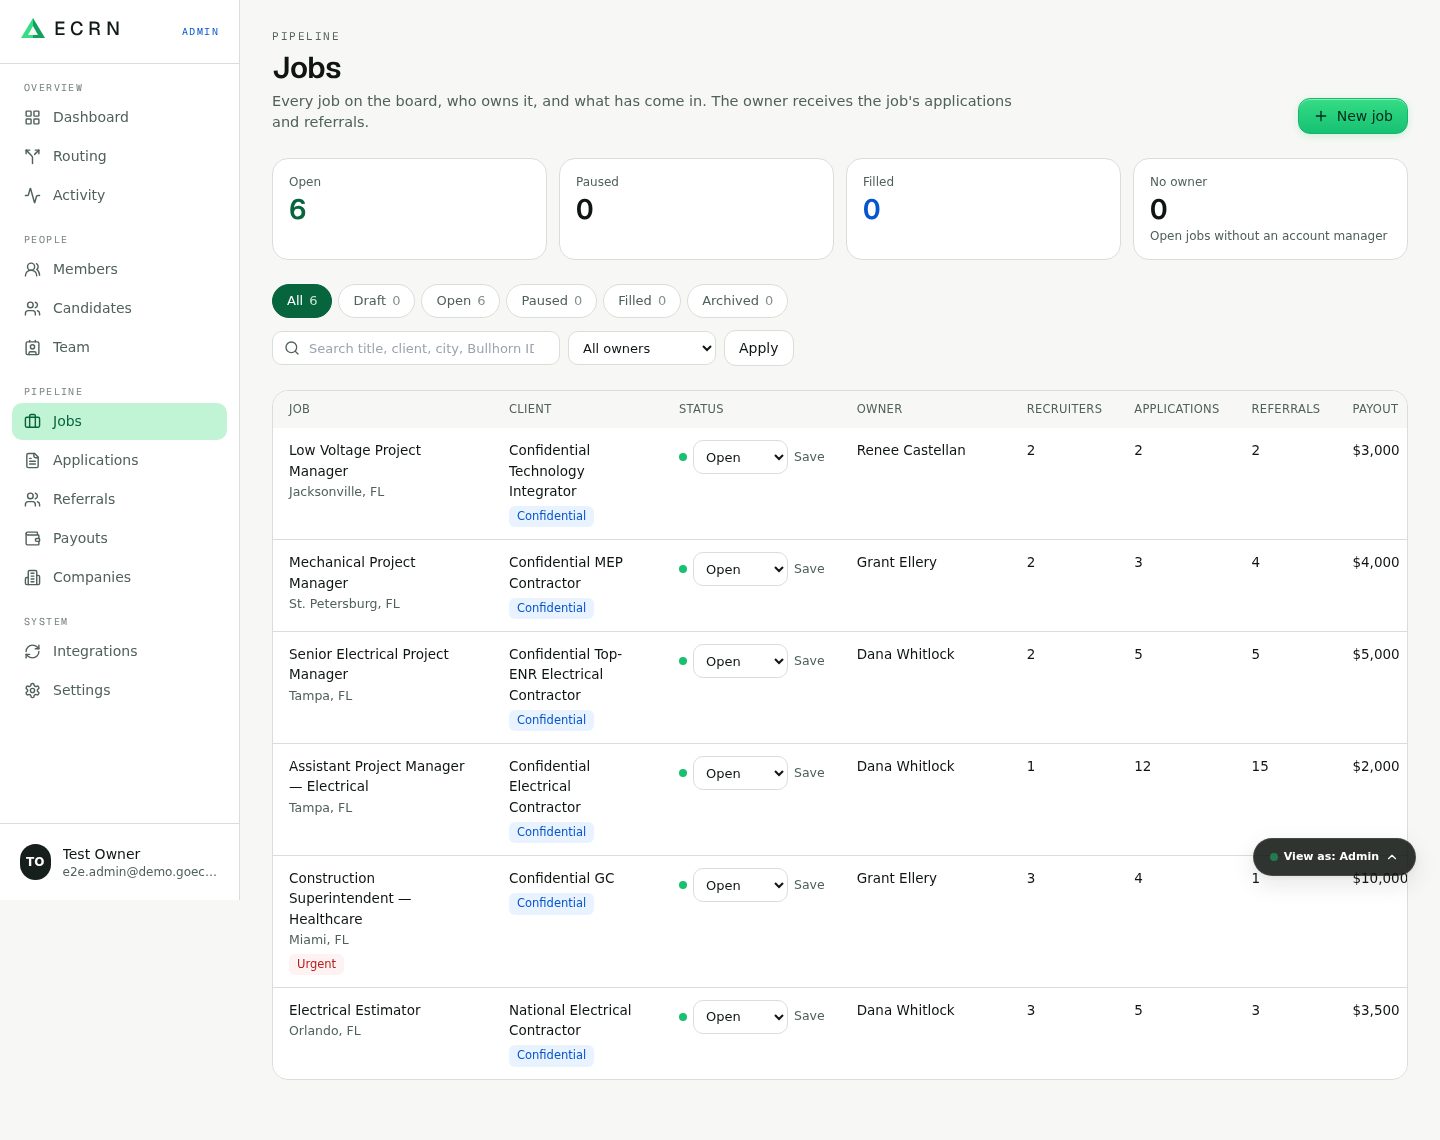 ECRN
ADMIN
OVERVIEW
Dashboard
Routing
Activity
PEOPLE
Members
Candidates
Team
PIPELINE
Jobs
Applications
Referrals
Payouts
Companies
SYSTEM
Integrations
Settings
TO
Test Owner
e2e.admin@demo.goec...
PIPELINE
Jobs
Every job on the board, who owns it, and what has come in. The owner receives the job's applications
and referrals.
New job
Open
6
Paused
0
Filled
0
No owner
0
Open jobs without an account manager
All 6
Draft 0
Open 6
Paused 0
Filled 0
Archived 0
Search title, client, city, Bullhorn
All owners
Apply
JOB CLIENT STATUS OWNER RECRUITERS APPLICATIONS REFERRALS PAYOUT
Low Voltage Project
Manager
Jacksonville, FL
Confidential
Technology
Integrator
Confidential
Open Save
Renee Castellan
2 2 2 $3,000
Mechanical Project
Manager
St. Petersburg, FL
Confidential MEP
Contractor
Confidential
Open Save
Grant Ellery
2 3 4 $4,000
Senior Electrical Project
Manager
Tampa, FL
Confidential Top-
ENR Electrical
Contractor
Confidential
Open Save
Dana Whitlock
2 5 5 $5,000
Assistant Project Manager
— Electrical
Tampa, FL
Confidential
Electrical
Contractor
Confidential
Open Save
Dana Whitlock
1 12 15 $2,000
View as: Admin
Construction
Superintendent —
Healthcare
Miami, FL
Urgent
Confidential GC
Confidential
Open Save
Grant Ellery
3 4 1 $10,000
Electrical Estimator
Orlando, FL
National Electrical
Contractor
Confidential
Open Save
Dana Whitlock
3 5 3 $3,500